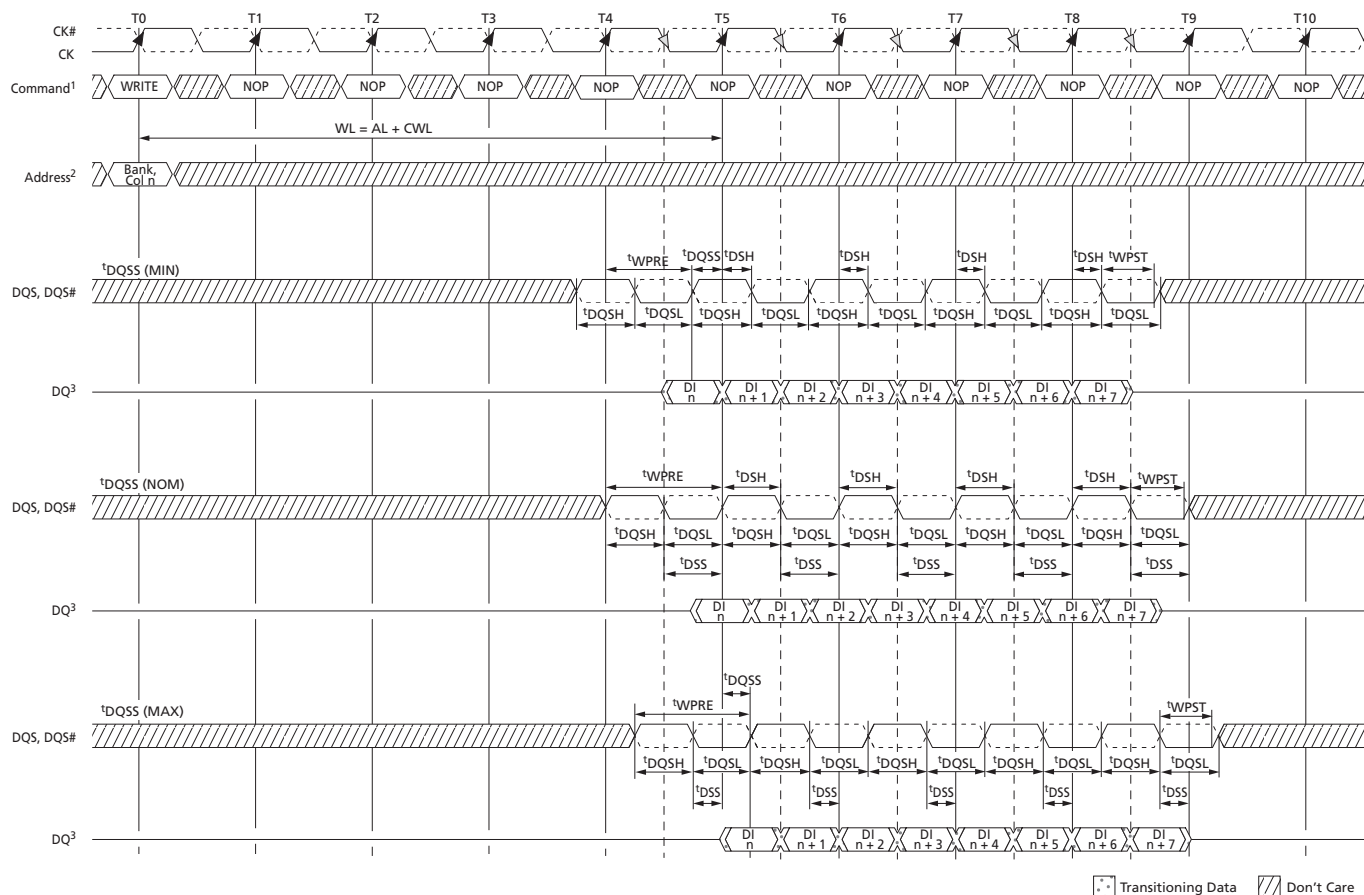 T0 T1 T2 T3 T4 T5 T6 T7 T8 T9 T10
CK#
CK
Command1 WRITE NOP NOP NOP NOP NOP NOP NOP NOP NOP NOP
WL = AL + CWL
Address2 Bank, Col n
tDQSS (MIN) tWPRE tDQSS tDSH tDSH tDSH tDSH tWPST
DQS, DQS#
tDQSH tDQSL tDQSH tDQSL tDQSH tDQSL tDQSH tDQSL tDQSH tDQSL
DQ3 DI n DI n + 1 DI n + 2 DI n + 3 DI n + 4 DI n + 5 DI n + 6 DI n + 7
tDQSS (NOM) tWPRE tDSH tDSH tDSH tDSH tWPST
DQS, DQS#
tDQSH tDQSL tDQSH tDQSL tDQSH tDQSL tDQSH tDQSL tDQSH tDQSL
tDSS tDSS tDSS tDSS tDSS
DQ3 DI n DI n + 1 DI n + 2 DI n + 3 DI n + 4 DI n + 5 DI n + 6 DI n + 7
tDQSS
tDQSS (MAX) tWPRE tWPST
DQS, DQS#
tDQSH tDQSL tDQSH tDQSL tDQSH tDQSL tDQSH tDQSL tDQSH tDQSL
tDSS tDSS tDSS tDSS tDSS
DQ3 DI n DI n + 1 DI n + 2 DI n + 3 DI n + 4 DI n + 5 DI n + 6 DI n + 7
Transitioning Data Don't Care